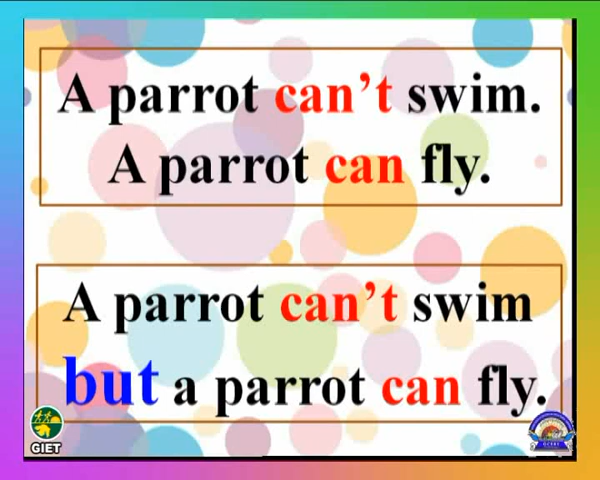 A parrot can’t swim.
A parrot can fly.
A parrot can’t swim
but a parrot can fly.
GIET